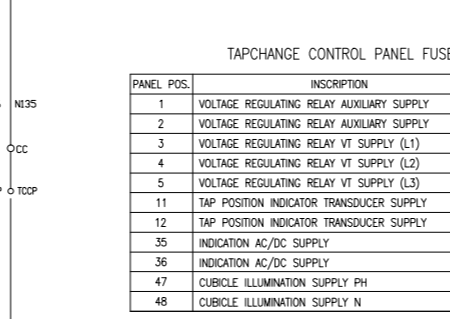 TAPCHANGE CONTROL PANEL FUSE
PANEL POS. INSCRIPTION
1 VOLTAGE REGULATING RELAY AUXILIARY SUPPLY
2 VOLTAGE REGULATING RELAY AUXILIARY SUPPLY
3 VOLTAGE REGULATING RELAY VT SUPPLY (L1)
4 VOLTAGE REGULATING RELAY VT SUPPLY (L2)
5 VOLTAGE REGULATING RELAY VT SUPPLY (L3)
11 TAP POSITION INDICATOR TRANSDUCER SUPPLY
12 TAP POSITION INDICATOR TRANSDUCER SUPPLY
35 INDICATION AC/DC SUPPLY
36 INDICATION AC/DC SUPPLY
47 CUBICLE ILLUMINATION SUPPLY PH
48 CUBICLE ILLUMINATION SUPPLY N
N135
CC
TCCP